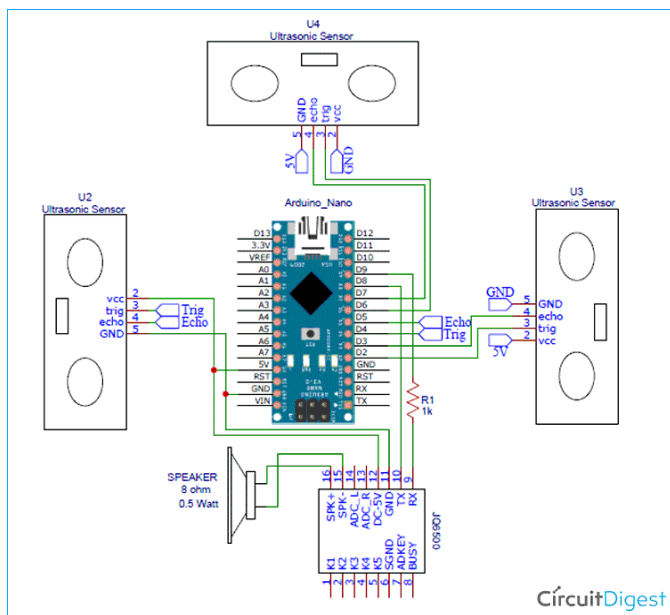 U4
Ultrasonic Sensor
GND
echo
trig
vcc
5
4
3
2
5V
GND
U2
Ultrasonic Sensor
vcc 2
trig 3 Trig
echo 4 Echo
GND 5
Arduino_Nano
D13
3.3V
VREF
A0
A1
A2
A3
A4
A5
A6
A7
5V
RST
GND
VIN
D12
D11
D10
D9
D8
D7
D6
D5 Echo
D4 Trig
D3
D2
GND
RST
RX
TX
U3
Ultrasonic Sensor
GND 5 GND
4 echo
3 trig
5V 2 vcc
R1
1k
SPEAKER
8 ohm
0.5 Watt
16 15 14 13 12 11 10 9
SPK+
SPK-
ADC_L
ADC_R
DC-5V
GND
TX
RX
JQ6500
K1
K2
K3
K4
K5
SGND
ADKEY
BUSY
1 2 3 4 5 6 7 8
CircuitDigest